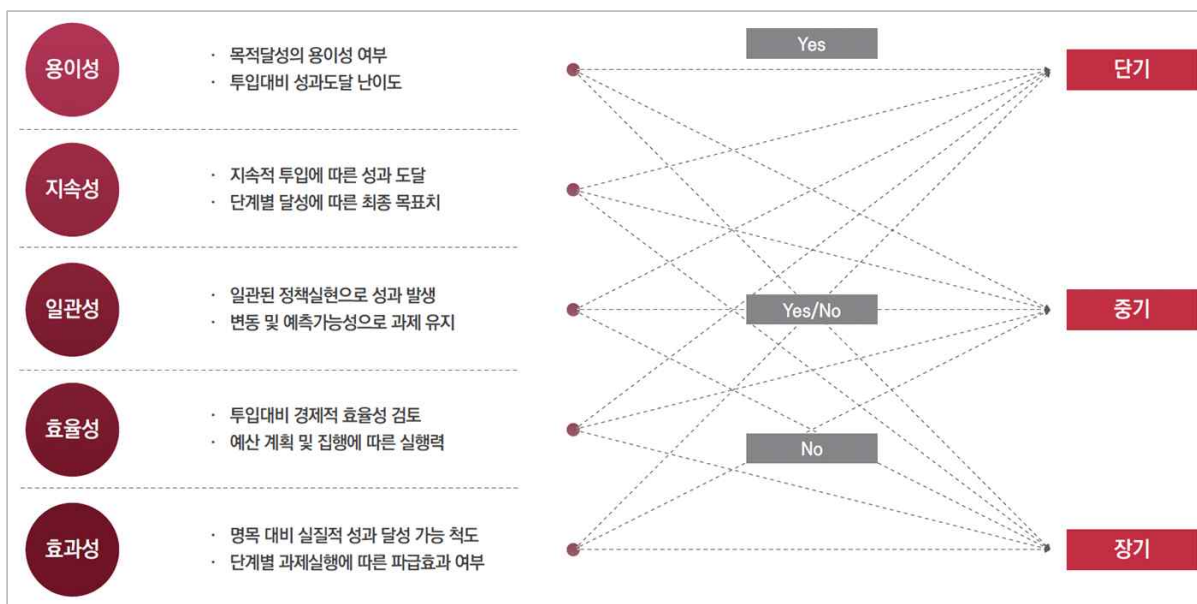 용이성
· 목적달성의 용이성 여부
· 투입대비 성과도달 난이도
지속성
· 지속적 투입에 따른 성과 도달
· 단계별 달성에 따른 최종 목표치
일관성
· 일관된 정책실현으로 성과 발생
· 변동 및 예측가능성으로 과제 유지
효율성
· 투입대비 경제적 효율성 검토
· 예산 계획 및 집행에 따른 실행력
효과성
· 명목 대비 실질적 성과 달성 가능 척도
· 단계별 과제실행에 따른 파급효과 여부
Yes
Yes/No
No
단기
중기
장기